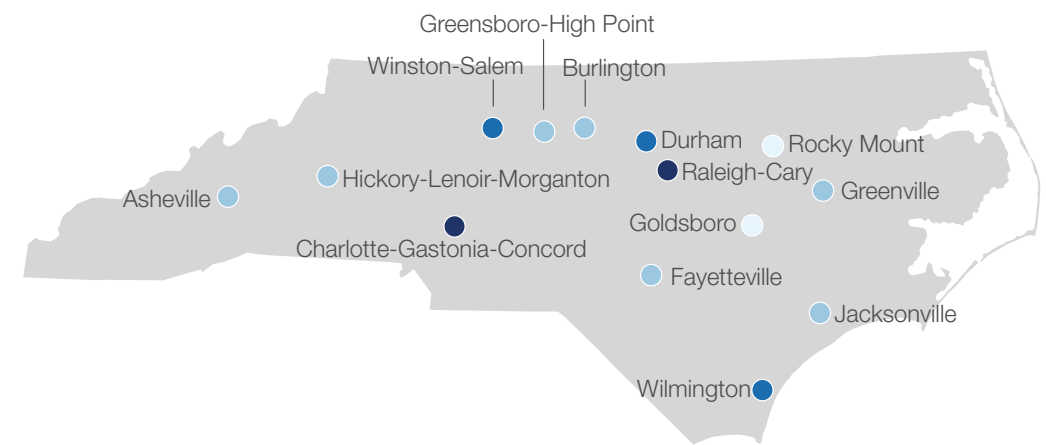 Greensboro-High Point
Winston-Salem
Burlington
Durham
Rocky Mount
Raleigh-Cary
Hickory-Lenoir-Morganton
Greenville
Asheville
Goldsboro
Charlotte-Gastonia-Concord
Fayetteville
Jacksonville
Wilmington